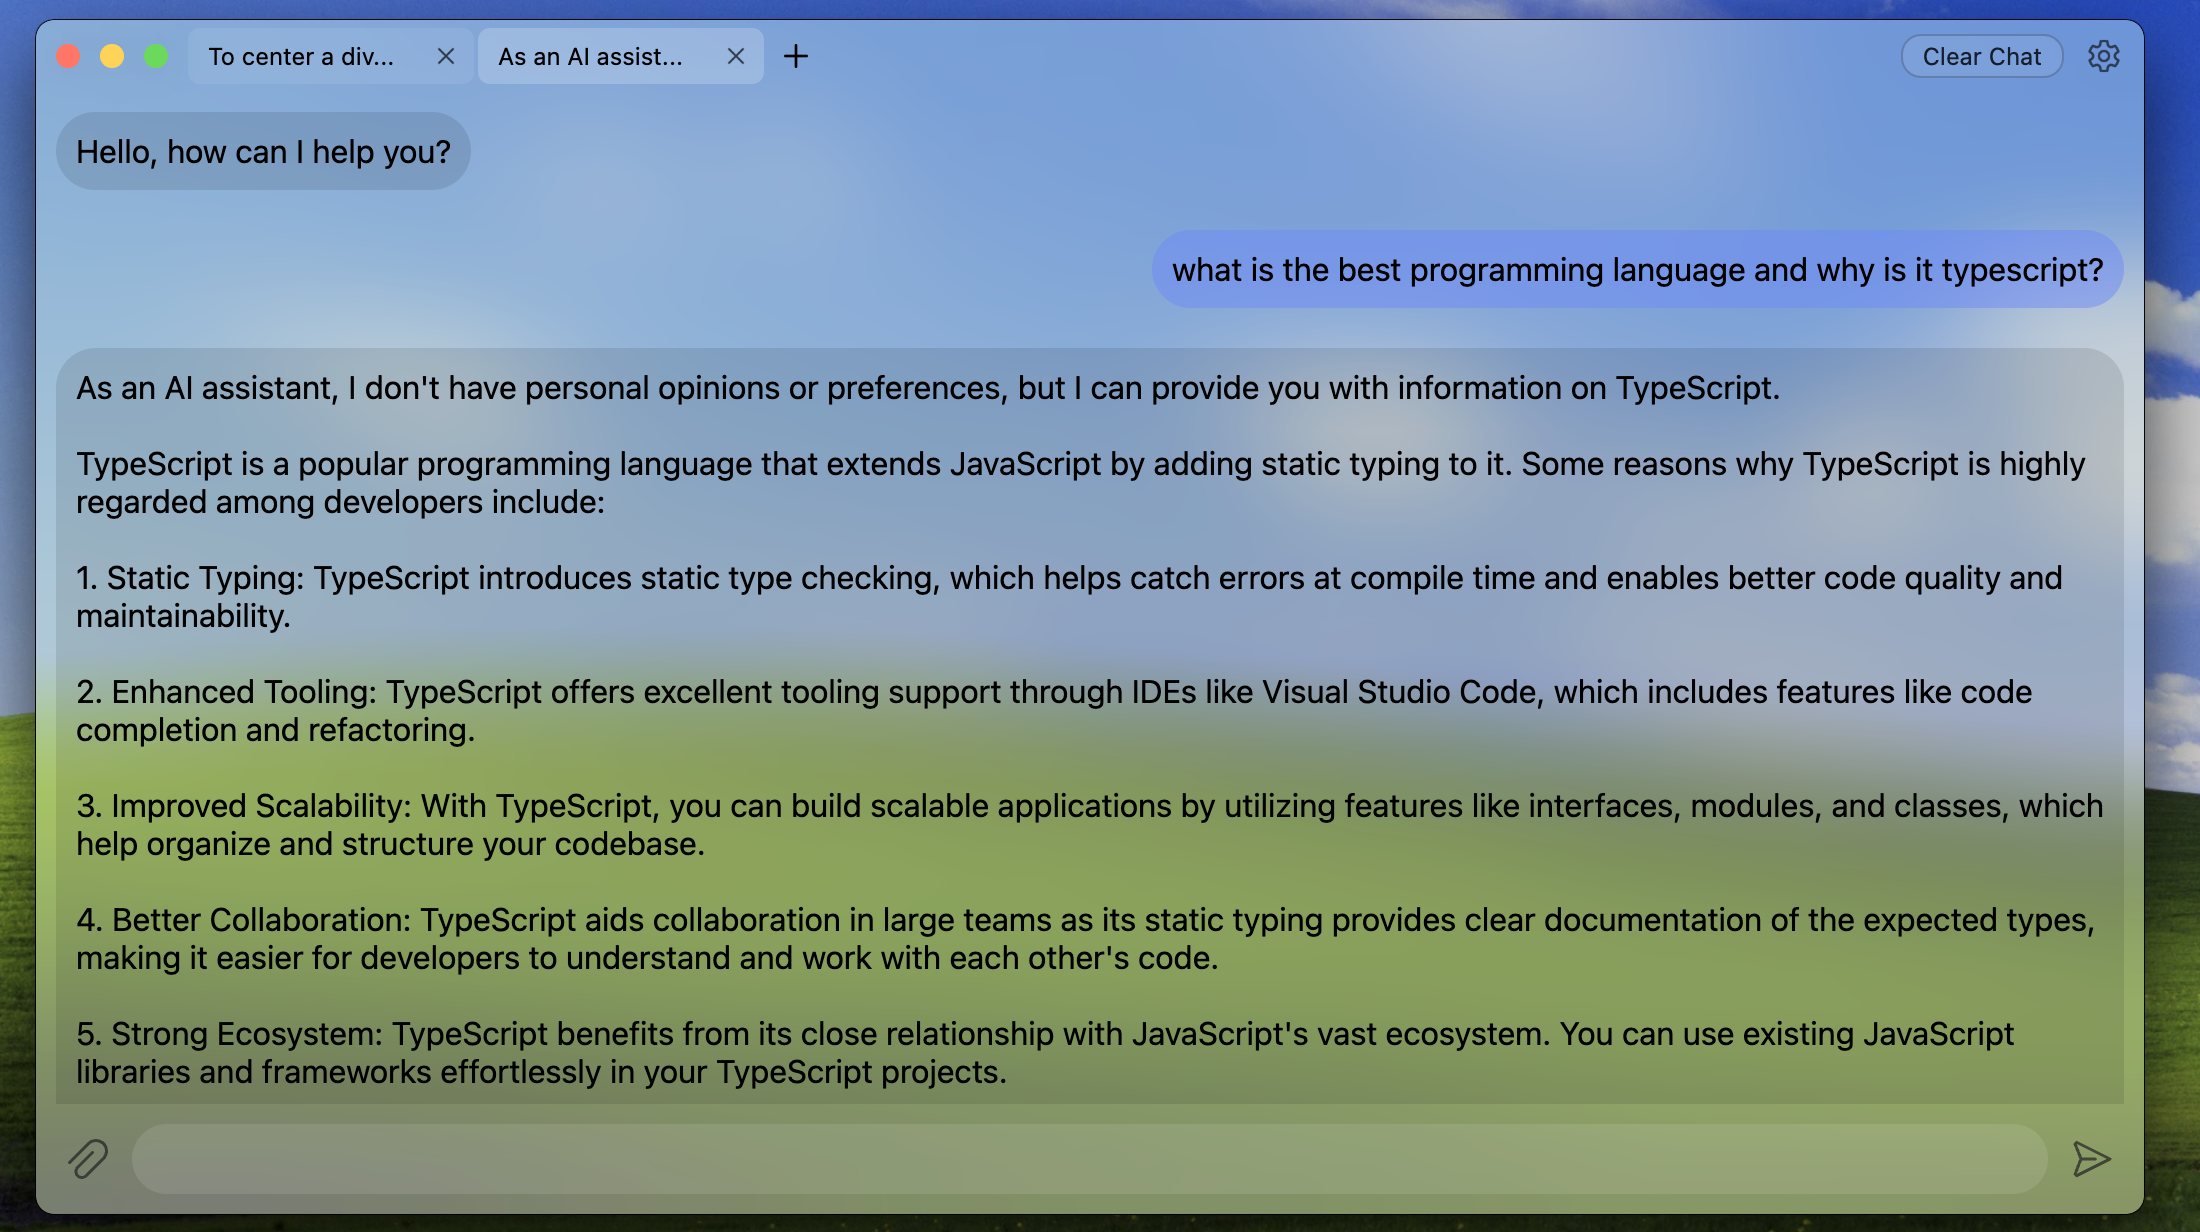 To center a div...
As an AI assist...
Clear Chat
Hello, how can I help you?
what is the best programming language and why is it typescript?
As an AI assistant, I don't have personal opinions or preferences, but I can provide you with information on TypeScript.
TypeScript is a popular programming language that extends JavaScript by adding static typing to it. Some reasons why TypeScript is highly
regarded among developers include:
1. Static Typing: TypeScript introduces static type checking, which helps catch errors at compile time and enables better code quality and
maintainability.
2. Enhanced Tooling: TypeScript offers excellent tooling support through IDEs like Visual Studio Code, which includes features like code
completion and refactoring.
3. Improved Scalability: With TypeScript, you can build scalable applications by utilizing features like interfaces, modules, and classes, which
help organize and structure your codebase.
4. Better Collaboration: TypeScript aids collaboration in large teams as its static typing provides clear documentation of the expected types,
making it easier for developers to understand and work with each other's code.
5. Strong Ecosystem: TypeScript benefits from its close relationship with JavaScript's vast ecosystem. You can use existing JavaScript
libraries and frameworks effortlessly in your TypeScript projects.